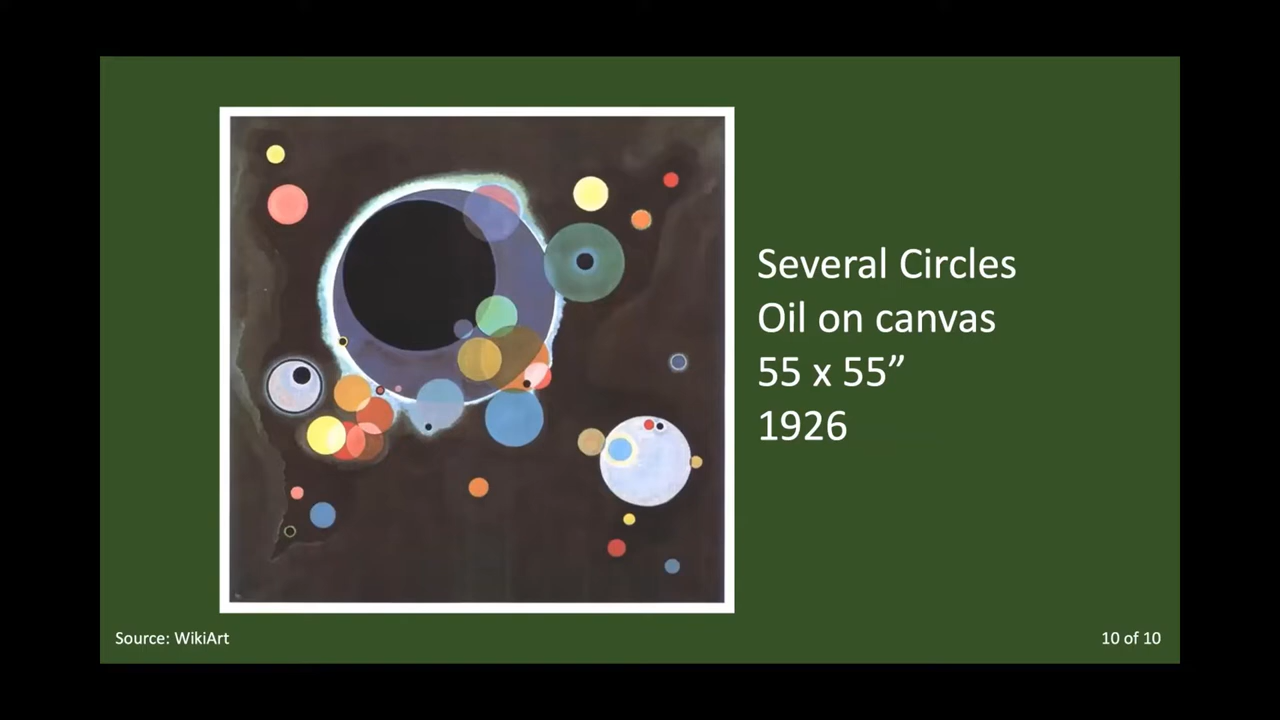 Several Circles
Oil on canvas
55 x 55”
1926
Source: WikiArt
10 of 10